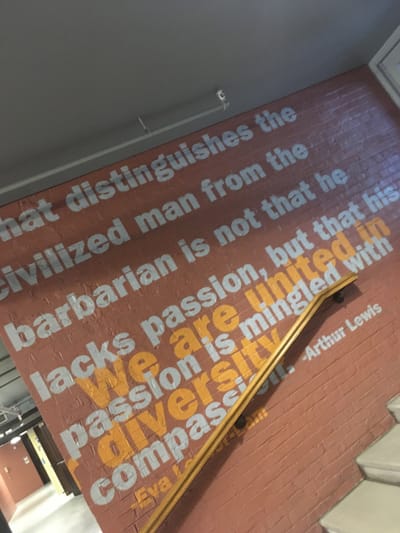 hat distinguishes the
civilized man from the
barbarian is not that he
lacks passion, but that his
passion is mingled with
compassion. -Arthur Lewis
we are united in
diversity
-Eva